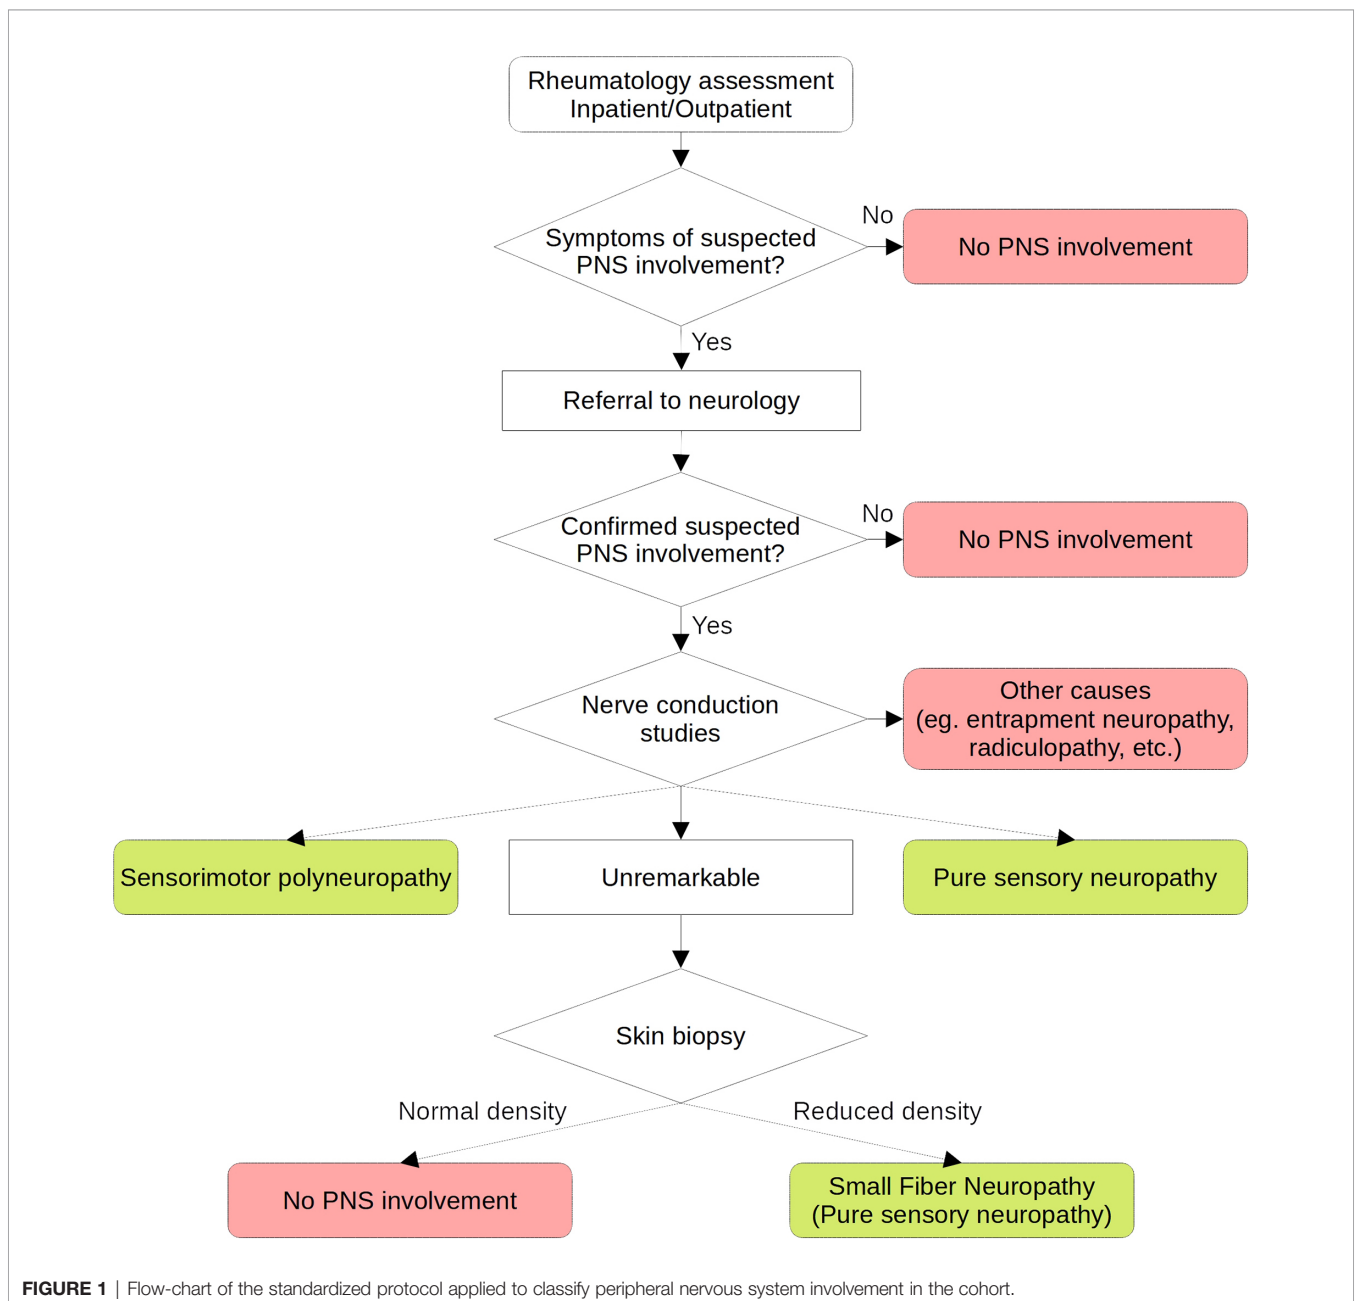 Rheumatology assessment
Inpatient/Outpatient
Symptoms of suspected
PNS involvement?
No
No PNS involvement
Yes
Referral to neurology
Confirmed suspected
PNS involvement?
No
No PNS involvement
Yes
Nerve conduction
studies
Other causes
(eg. entrapment neuropathy,
radiculopathy, etc.)
Sensorimotor polyneuropathy
Unremarkable
Pure sensory neuropathy
Skin biopsy
Normal density
Reduced density
No PNS involvement
Small Fiber Neuropathy
(Pure sensory neuropathy)
FIGURE 1 | Flow-chart of the standardized protocol applied to classify peripheral nervous system involvement in the cohort.